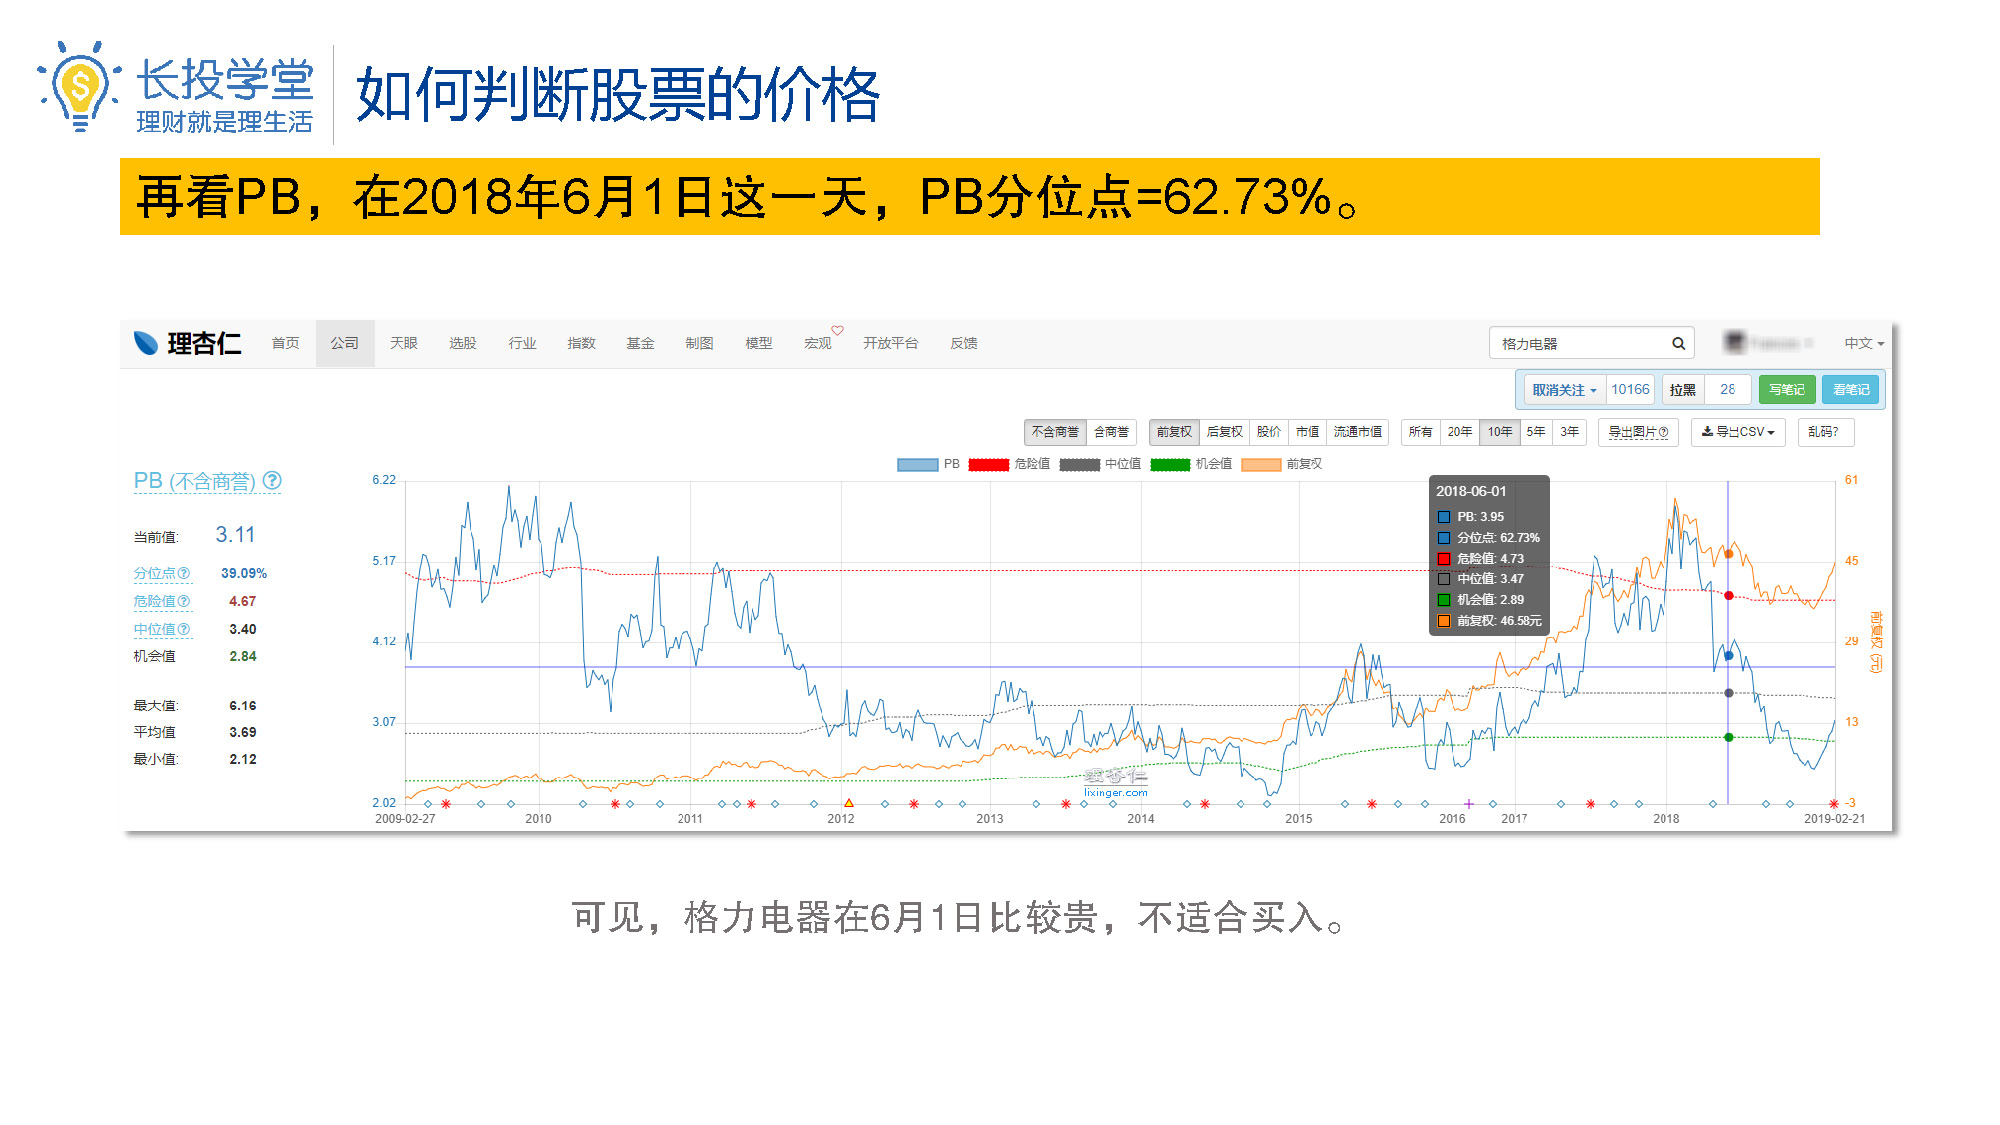 长投学堂
理财就是理生活
如何判断股票的价格
再看PB，在2018年6月1日这一天，PB分位点=62.73%。
理杏仁 首页 公司 天眼 选股 行业 指数 基金 制图 模型 宏观 开放平台 反馈 格力电器 中文
取消关注 10166 拉黑 28 写笔记 看笔记
不含商誉 含商誉 前复权 后复权 股价 市值 流通市值 所有 20年 10年 5年 3年 导出图片 导出CSV 乱码?
PB 危险值 中位值 机会值 前复权
PB (不含商誉)
当前值: 3.11
分位点 39.09%
危险值 4.67
中位值 3.40
机会值 2.84
最大值: 6.16
平均值 3.69
最小值: 2.12
6.22
5.17
4.12
3.07
2.02
2018-06-01
PB: 3.95
分位点: 62.73%
危险值: 4.73
中位值: 3.47
机会值: 2.89
前复权: 46.58元
61
45
29
13
-3
前复权 (元)
理杏仁
lixinger.com
2009-02-27 2010 2011 2012 2013 2014 2015 2016 2017 2018 2019-02-21
可见，格力电器在6月1日比较贵，不适合买入。